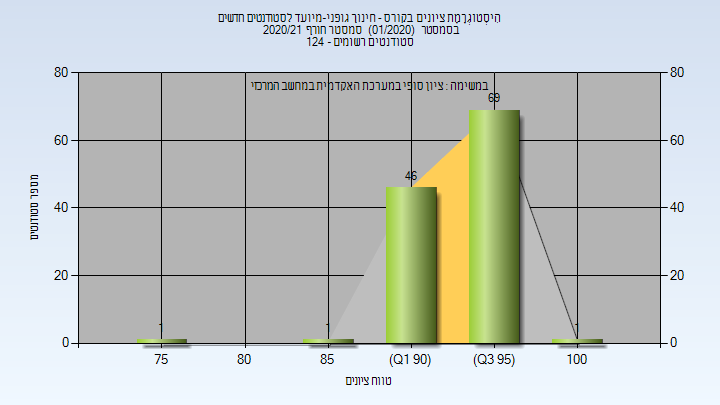 היסטוגרמת ציונים בקורס - חינוך גופני-מיועד לסטודנטים חדשים
בסמסטר (01/2020) סמסטר חורף 2020/21
סטודנטים רשומים - 124
במשימה : ציון סופי במערכת האקדמית במחשב המרכזי
80
60
40
20
0
80
60
40
20
0
מספר סטודנטים
1
1
46
69
1
75
80
85
(Q1 90)
(Q3 95)
100
טווח ציונים